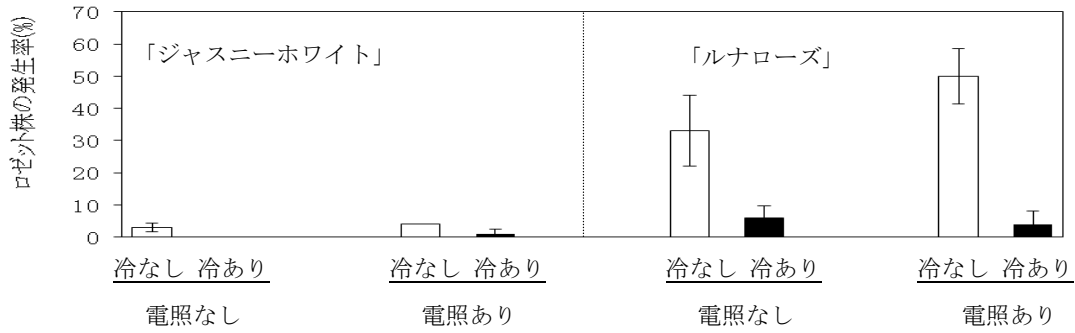 ロゼット株の発生率(%)
70
60
50
40
30
20
10
0
「ジャスニーホワイト」
「ルナローズ」
冷なし 冷あり 冷なし 冷あり 冷なし 冷あり 冷なし 冷あり
電照なし 電照あり 電照なし 電照あり